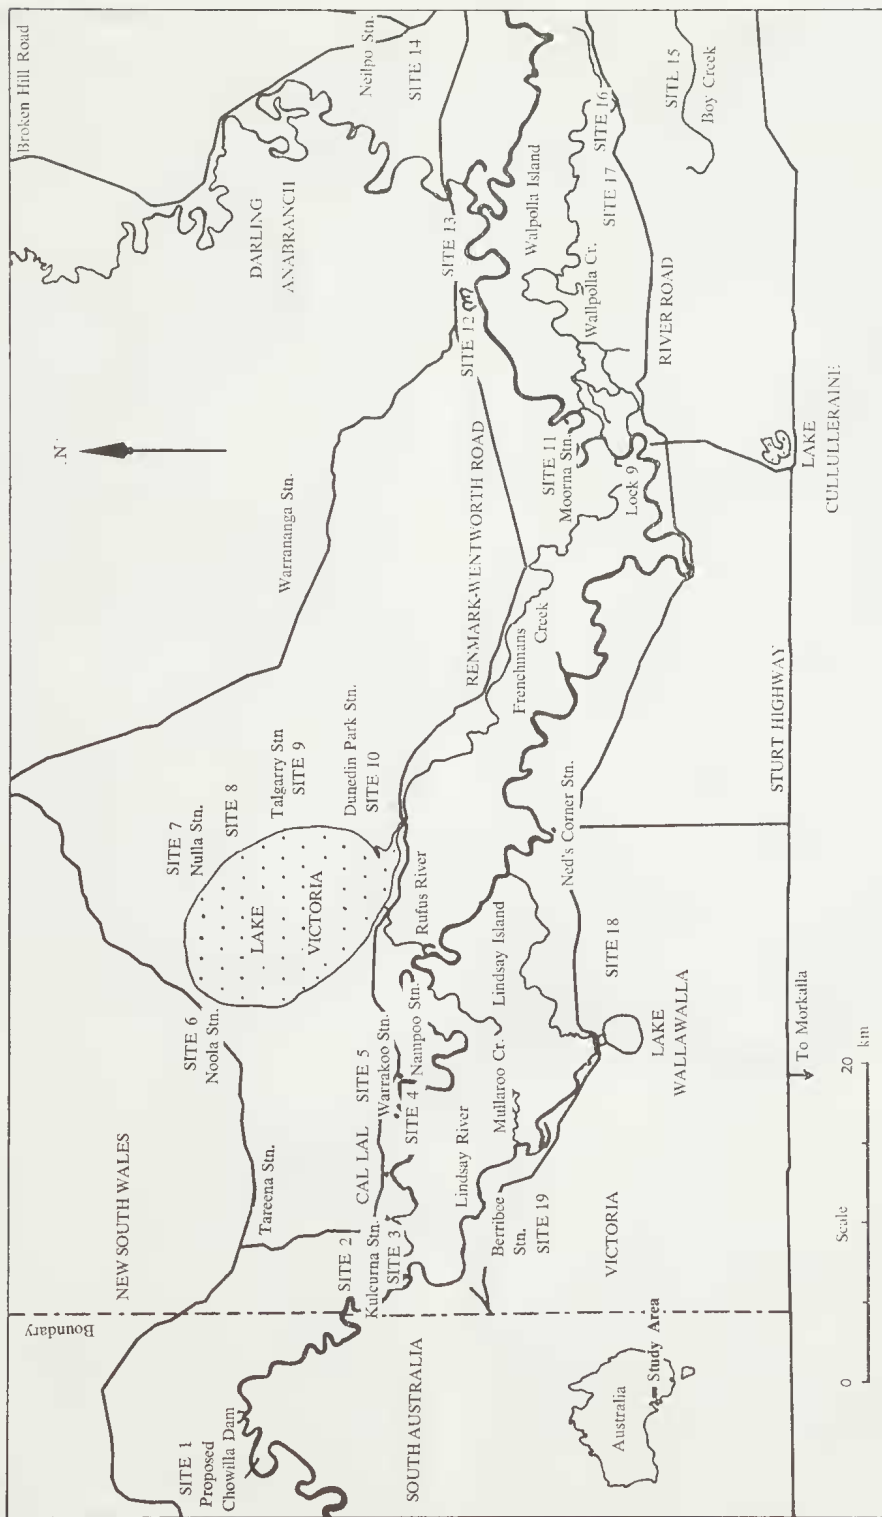 Broken Hill Road
Neilpo Stn.
SITE 14
DARLING
ANABRANCH
SITE 13
SITE 12
Walpolla Island
Wallpolla Cr.
SITE 16
SITE 17
SITE 15
Boy Creek
RIVER ROAD
N
Warrananga Stn.
RENMARK-WENTWORTH ROAD
SITE 11
Moorna Stn.
Lock 9
LAKE
CULLULLERAINE
Frenchmans
Creek
STURT HIGHWAY
SITE 7
Nulla Stn.
SITE 8
Talgarry Stn
SITE 9
Dunedin Park Stn.
SITE 10
LAKE
VICTORIA
Rufus River
Ned's Corner Stn.
SITE 6
Noola Stn.
SITE 5
Warrakoo Stn.
SITE 4
Nampoo Stn.
Lindsay Island
Mullaroo Cr.
SITE 18
LAKE
WALLAWALLA
To Morkalla
NEW SOUTH WALES
Tareena Stn.
CAL LAL
SITE 2
Kulcurna Stn.
SITE 3
Lindsay River
Berribee
Stn.
SITE 19
VICTORIA
Boundary
SITE 1
Proposed
Chowilla Dam
SOUTH AUSTRALIA
Australia
Study Area
0
Scale
20
km